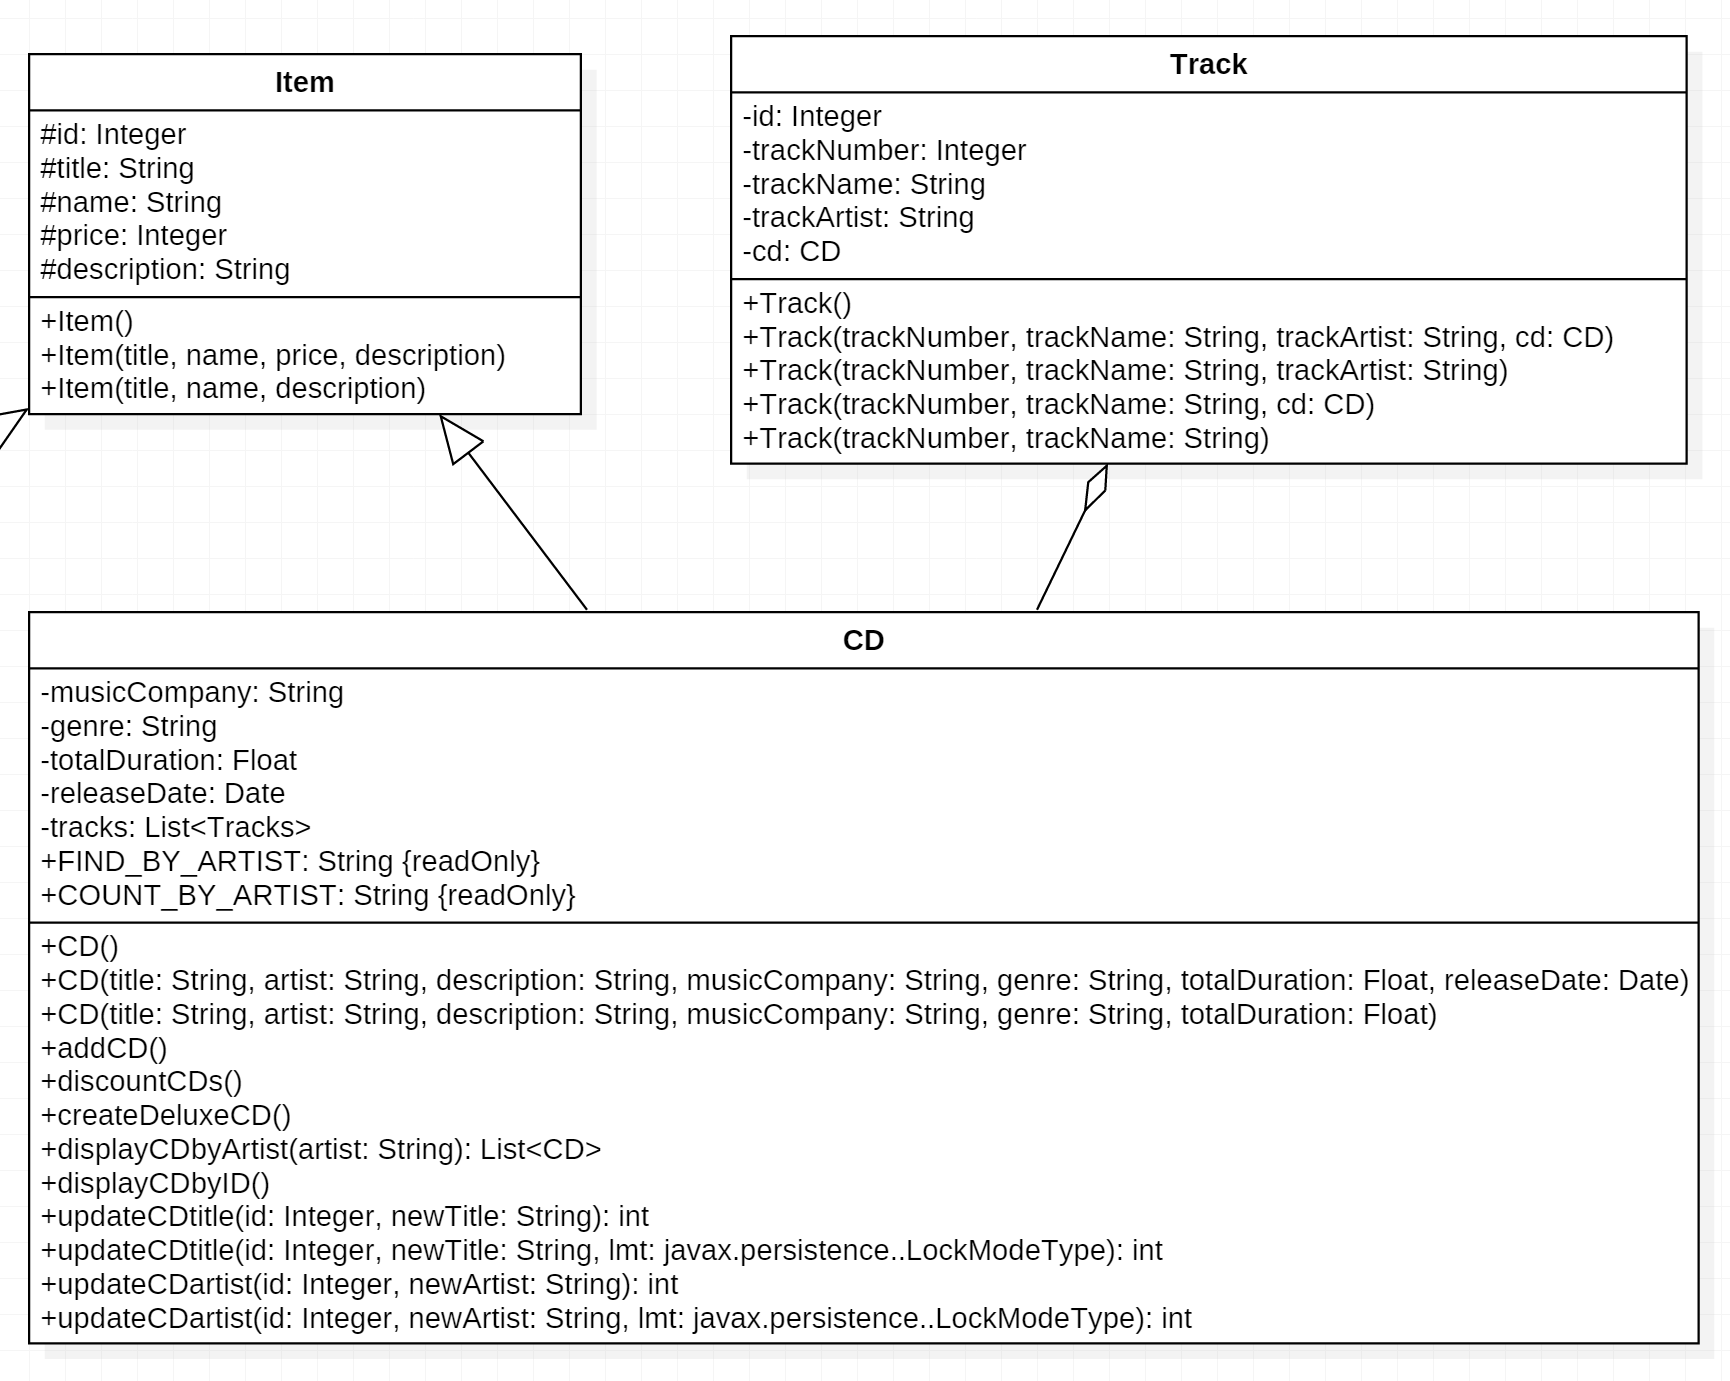 Item
#id: Integer
#title: String
#name: String
#price: Integer
#description: String
+Item()
+Item(title, name, price, description)
+Item(title, name, description)
Track
-id: Integer
-trackNumber: Integer
-trackName: String
-trackArtist: String
-cd: CD
+Track()
+Track(trackNumber, trackName: String, trackArtist: String, cd: CD)
+Track(trackNumber, trackName: String, trackArtist: String)
+Track(trackNumber, trackName: String, cd: CD)
+Track(trackNumber, trackName: String)
CD
-musicCompany: String
-genre: String
-totalDuration: Float
-releaseDate: Date
-tracks: List<Tracks>
+FIND_BY_ARTIST: String {readOnly}
+COUNT_BY_ARTIST: String {readOnly}
+CD()
+CD(title: String, artist: String, description: String, musicCompany: String, genre: String, totalDuration: Float, releaseDate: Date)
+CD(title: String, artist: String, description: String, musicCompany: String, genre: String, totalDuration: Float)
+addCD()
+discountCDs()
+createDeluxeCD()
+displayCDbyArtist(artist: String): List<CD>
+displayCDbyID()
+updateCDtitle(id: Integer, newTitle: String): int
+updateCDtitle(id: Integer, newTitle: String, lmt: javax.persistence..LockModeType): int
+updateCDartist(id: Integer, newArtist: String): int
+updateCDartist(id: Integer, newArtist: String, lmt: javax.persistence..LockModeType): int